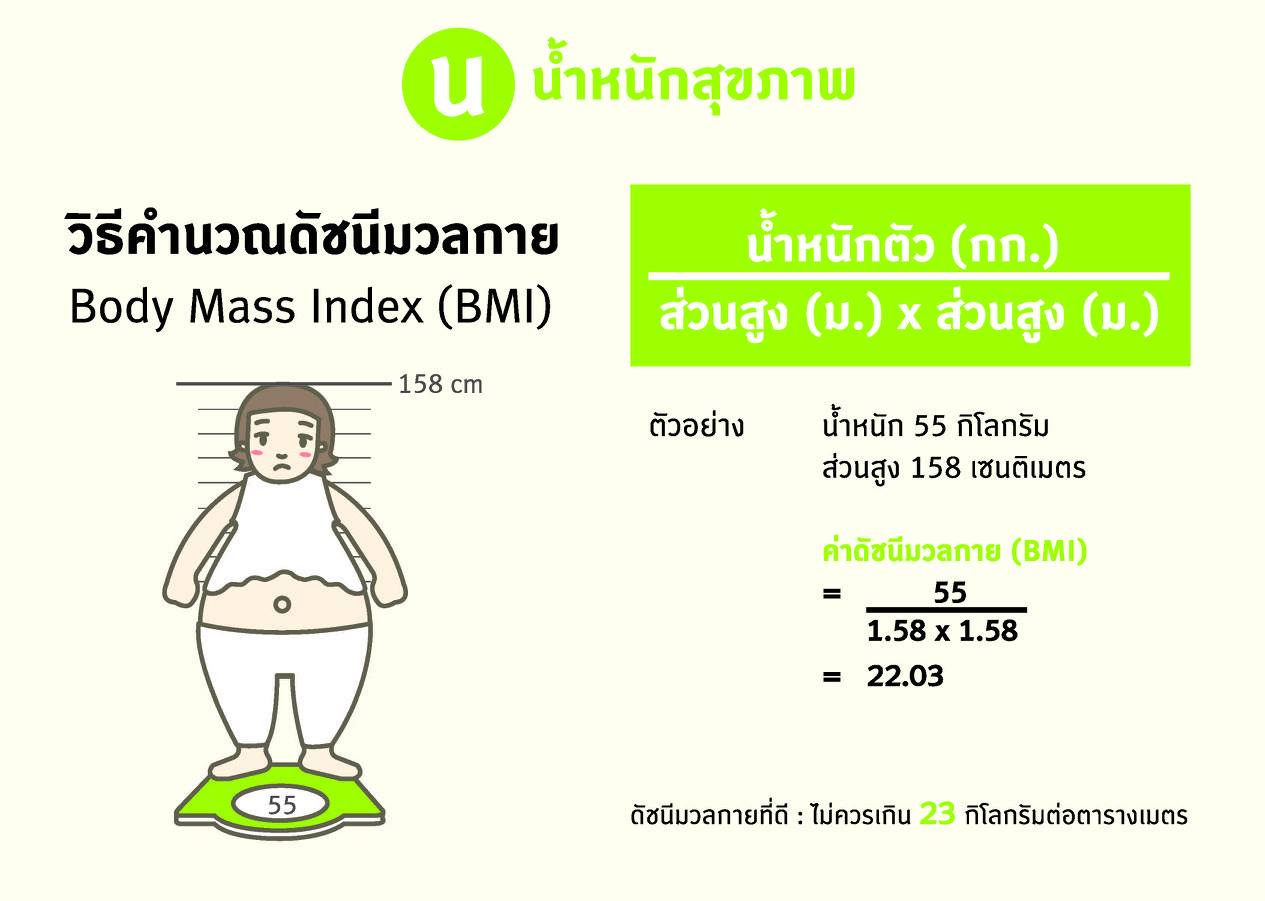 น น้ำหนักสุขภาพ
วิธีคำนวณดัชนีมวลกาย
Body Mass Index (BMI)
158 cm
55
น้ำหนักตัว (กก.)
ส่วนสูง (ม.) x ส่วนสูง (ม.)
ตัวอย่าง น้ำหนัก 55 กิโลกรัม
ส่วนสูง 158 เซนติเมตร
ค่าดัชนีมวลกาย (BMI)
= 55
1.58 x 1.58
= 22.03
ดัชนีมวลกายที่ดี : ไม่ควรเกิน 23 กิโลกรัมต่อตารางเมตร